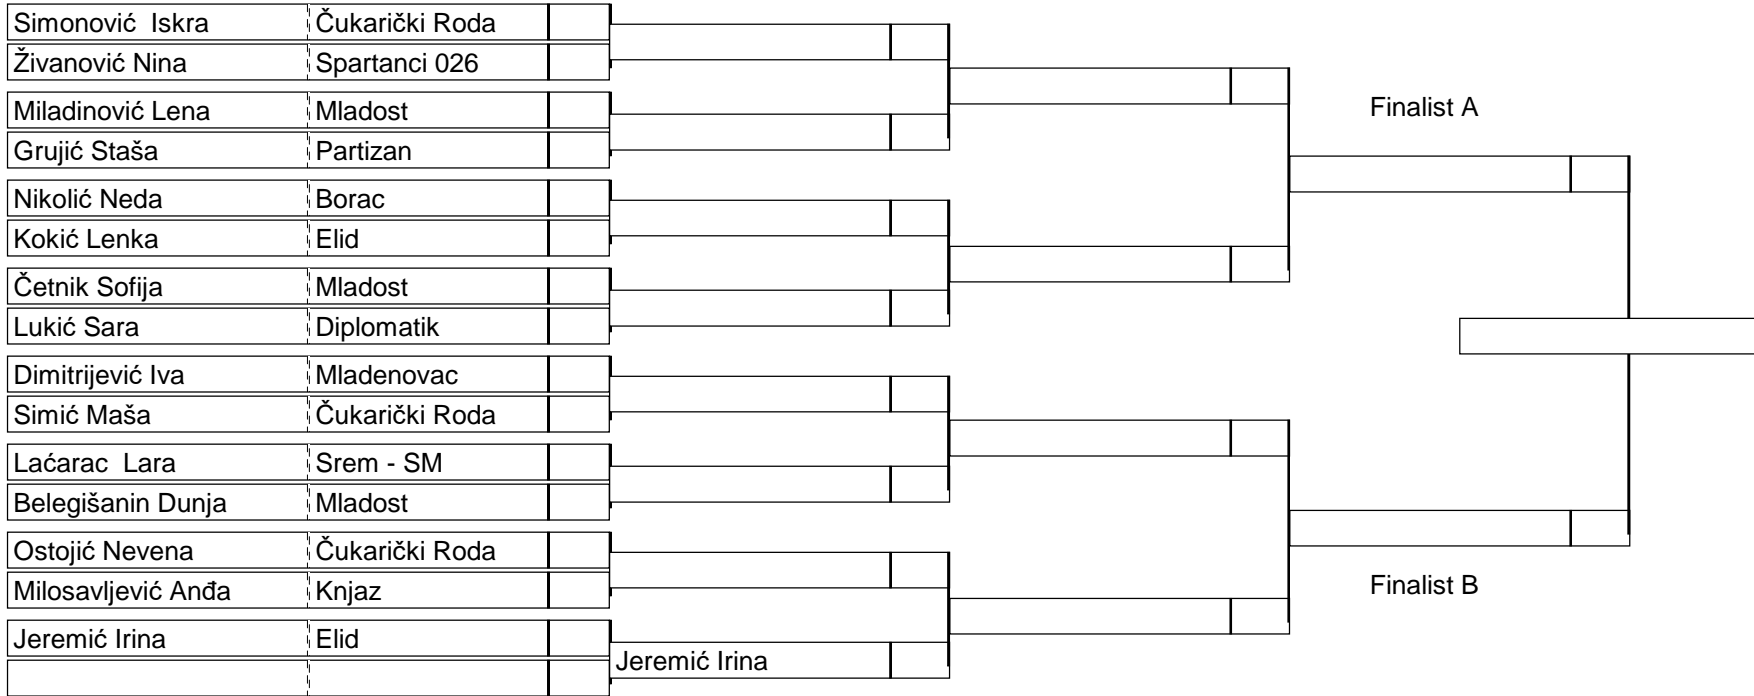 Simonović  Iskra Čukarički Roda
Živanović Nina Spartanci 026
Miladinović Lena Mladost
Finalist A
Grujić Staša Partizan
Nikolić Neda Borac
Kokić Lenka Elid
Četnik Sofija Mladost
Lukić Sara Diplomatik
Dimitrijević Iva Mladenovac
Simić Maša Čukarički Roda
Laćarac  Lara Srem - SM
Belegišanin Dunja Mladost
Ostojić Nevena Čukarički Roda
Milosavljević Anđa Knjaz
Finalist B
Jeremić Irina Elid
Jeremić Irina